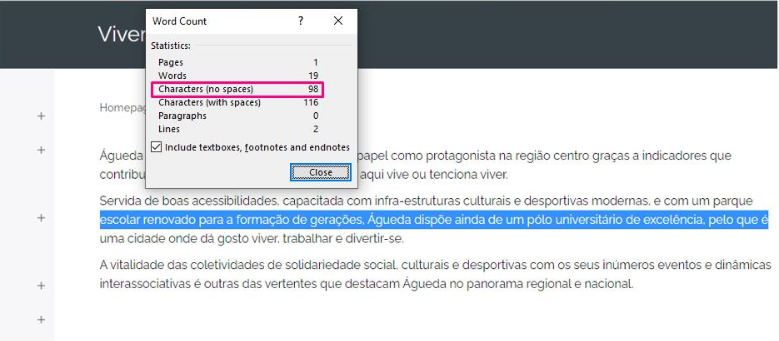 Viver
Word Count
?
Statistics:
Pages 1
Words 19
Characters (no spaces) 98
Characters (with spaces) 116
Paragraphs 0
Lines 2
Include textboxes, footnotes and endnotes
Close
Homepag
Águeda papel como protagonista na região centro graças a indicadores que
contribu aqui vive ou tenciona viver.
Servida de boas acessibilidades, capacitada com infra-estruturas culturais e desportivas modernas, e com um parque
escolar renovado para a formação de gerações, Águeda dispõe ainda de um pólo universitário de excelência, pelo que é
uma cidade onde dá gosto viver, trabalhar e divertir-se.
A vitalidade das coletividades de solidariedade social, culturais e desportivas com os seus inúmeros eventos e dinâmicas
interassociativas é outras das vertentes que destacam Águeda no panorama regional e nacional.